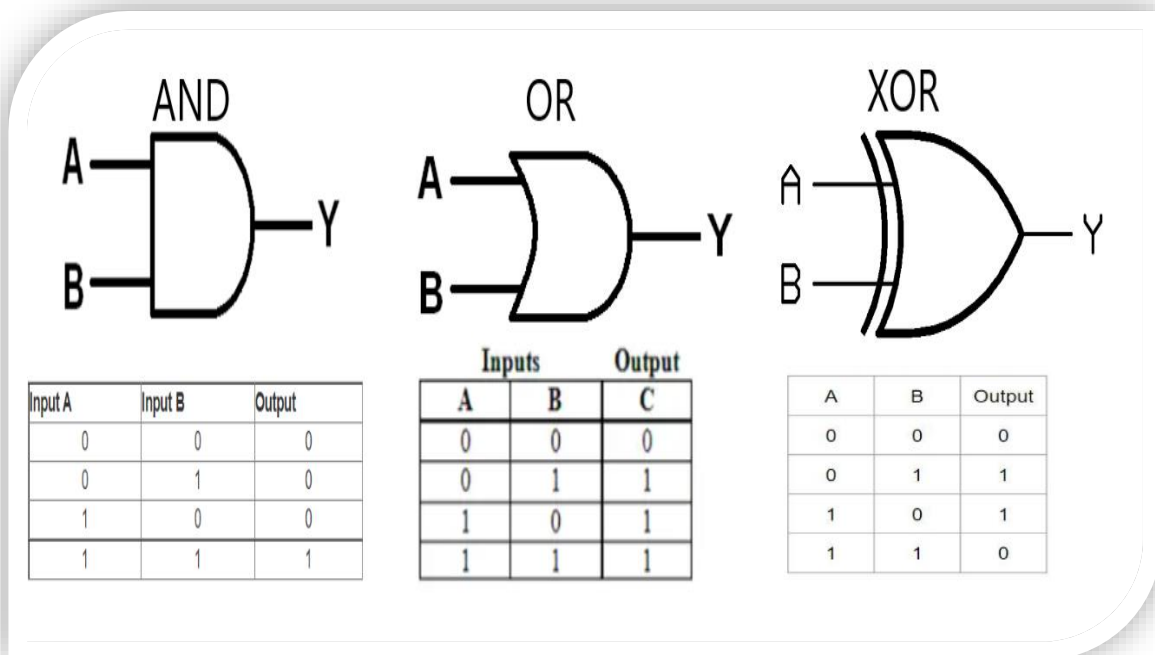 AND
A
B
Y
Input A Input B Output
0 0 0
0 1 0
1 0 0
1 1 1
OR
A
B
Y
Inputs Output
A B C
0 0 0
0 1 1
1 0 1
1 1 1
XOR
A
B
Y
A B Output
0 0 0
0 1 1
1 0 1
1 1 0